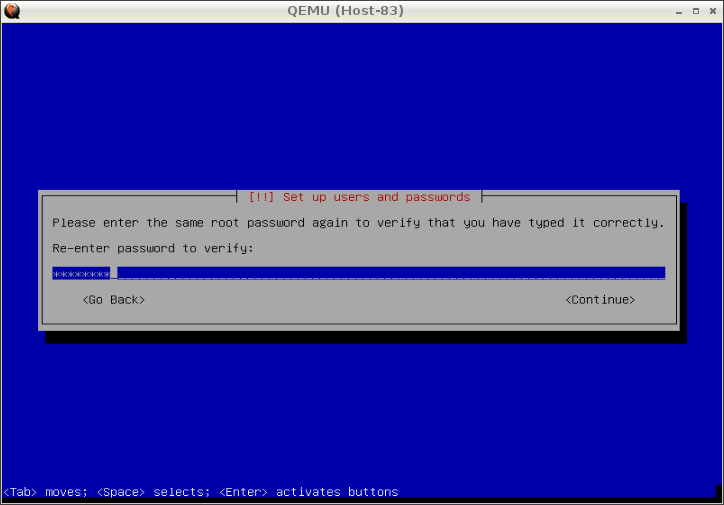 QEMU (Host-83)
[!!] Set up users and passwords
Please enter the same root password again to verify that you have typed it correctly.
Re-enter password to verify:
********
<Go Back> <Continue>
<Tab> moves; <Space> selects; <Enter> activates buttons